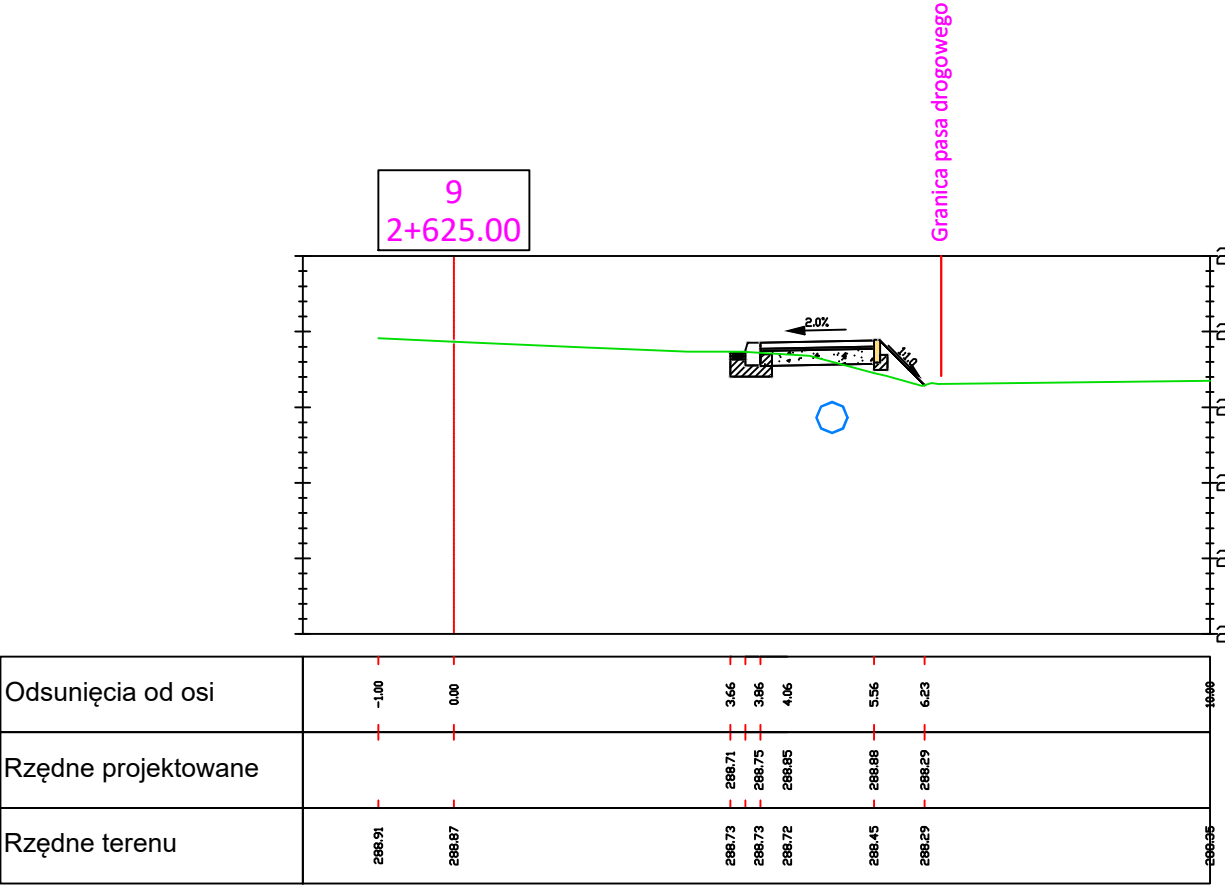 Granica pasa drogowego
9
2+625.00
2.0%
1:1.0
Odsunięcia od osi
-1.00 0.00 3.66 3.86 4.06 5.56 6.23 10.00
Rzędne projektowane
288.71 288.75 288.85 288.88 288.29
Rzędne terenu
288.91 288.87 288.73 288.73 288.72 288.45 288.29 288.35